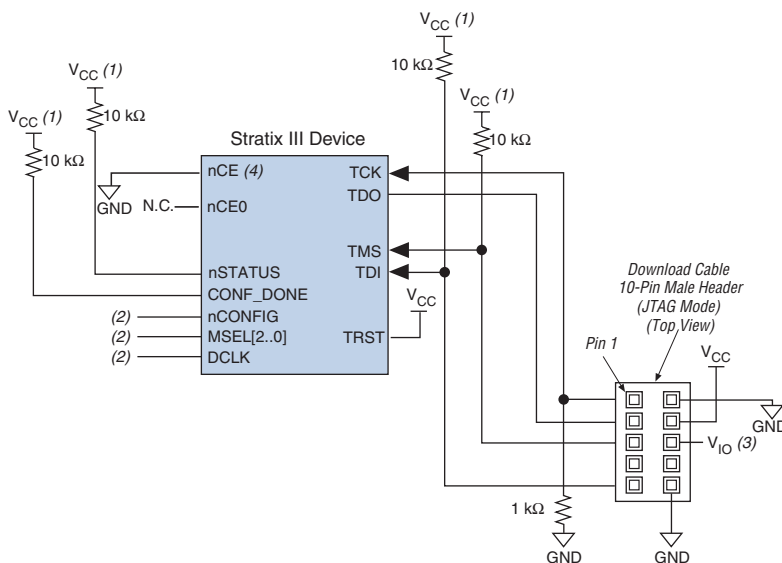 VCC (1)
10 kΩ
VCC (1)
10 kΩ
VCC (1)
10 kΩ
VCC (1)
10 kΩ
Stratix III Device
nCE (4)
GND
N.C.
nCE0
nSTATUS
CONF_DONE
(2)
nCONFIG
(2)
MSEL[2..0]
(2)
DCLK
TCK
TDO
TMS
TDI
VCC
TRST
Download Cable
10-Pin Male Header
(JTAG Mode)
(Top View)
Pin 1
VCC
GND
VIO (3)
1 kΩ
GND
GND